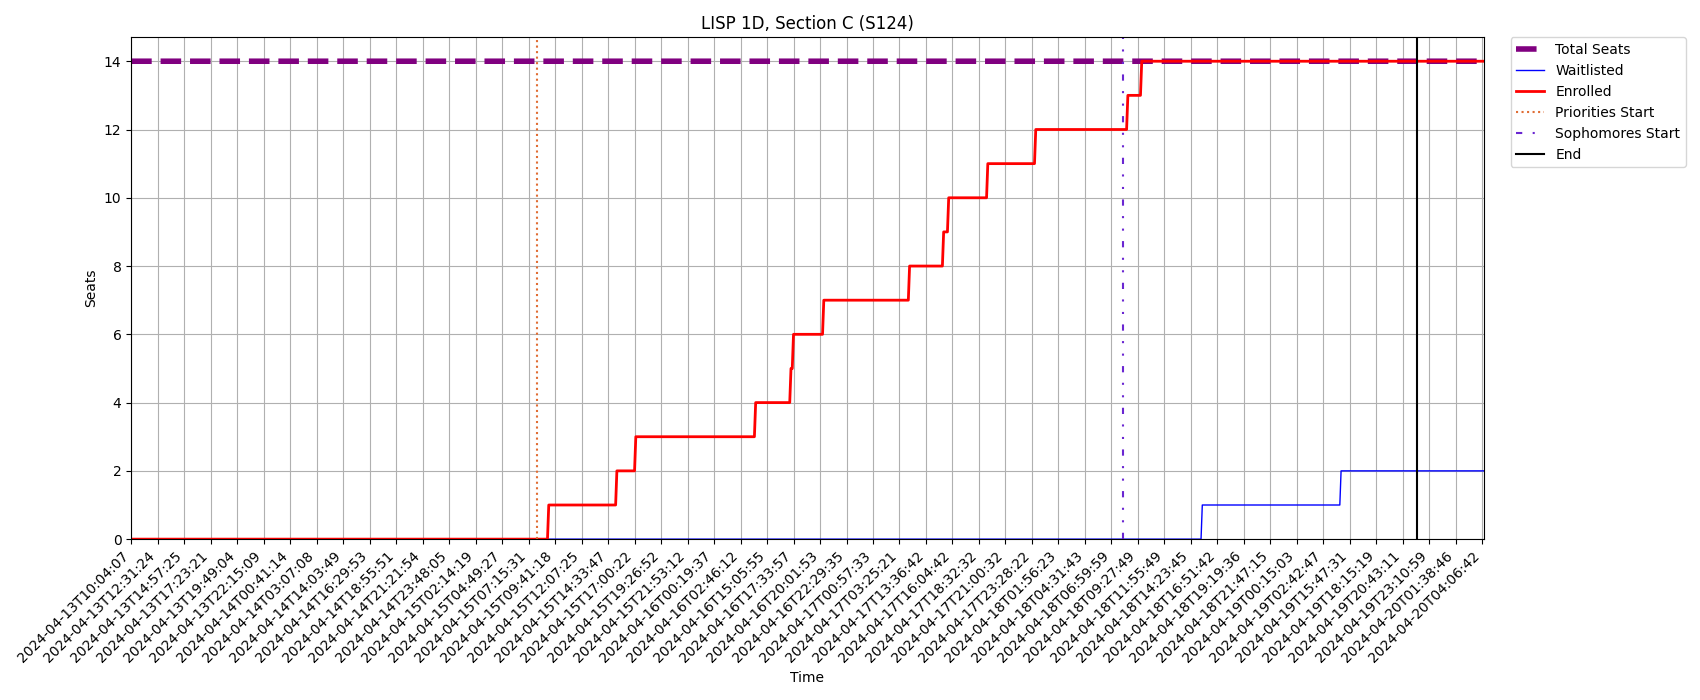 LISP 1D, Section C (S124)
Total Seats
Waitlisted
Enrolled
Priorities Start
Sophomores Start
End
Seats
14
12
10
8
6
4
2
0
2024-04-13T10:04:07
2024-04-13T12:31:24
2024-04-13T14:57:25
2024-04-13T17:23:21
2024-04-13T19:49:04
2024-04-13T22:15:09
2024-04-14T00:41:14
2024-04-14T03:07:08
2024-04-14T14:03:49
2024-04-14T16:29:53
2024-04-14T18:55:51
2024-04-14T21:21:54
2024-04-14T23:48:05
2024-04-15T02:14:19
2024-04-15T04:49:27
2024-04-15T07:15:31
2024-04-15T09:41:18
2024-04-15T12:07:25
2024-04-15T14:33:47
2024-04-15T17:00:22
2024-04-15T19:26:52
2024-04-15T21:53:12
2024-04-16T00:19:37
2024-04-16T02:46:12
2024-04-16T15:05:55
2024-04-16T17:33:57
2024-04-16T20:01:53
2024-04-16T22:29:35
2024-04-17T00:57:33
2024-04-17T03:25:21
2024-04-17T13:36:42
2024-04-17T16:04:42
2024-04-17T18:32:32
2024-04-17T21:00:32
2024-04-17T23:28:22
2024-04-18T01:56:23
2024-04-18T04:31:43
2024-04-18T06:59:59
2024-04-18T09:27:49
2024-04-18T11:55:49
2024-04-18T14:23:45
2024-04-18T16:51:42
2024-04-18T19:19:36
2024-04-18T21:47:15
2024-04-19T00:15:03
2024-04-19T02:42:47
2024-04-19T15:47:31
2024-04-19T18:15:19
2024-04-19T20:43:11
2024-04-19T23:10:59
2024-04-20T01:38:46
2024-04-20T04:06:42
Time